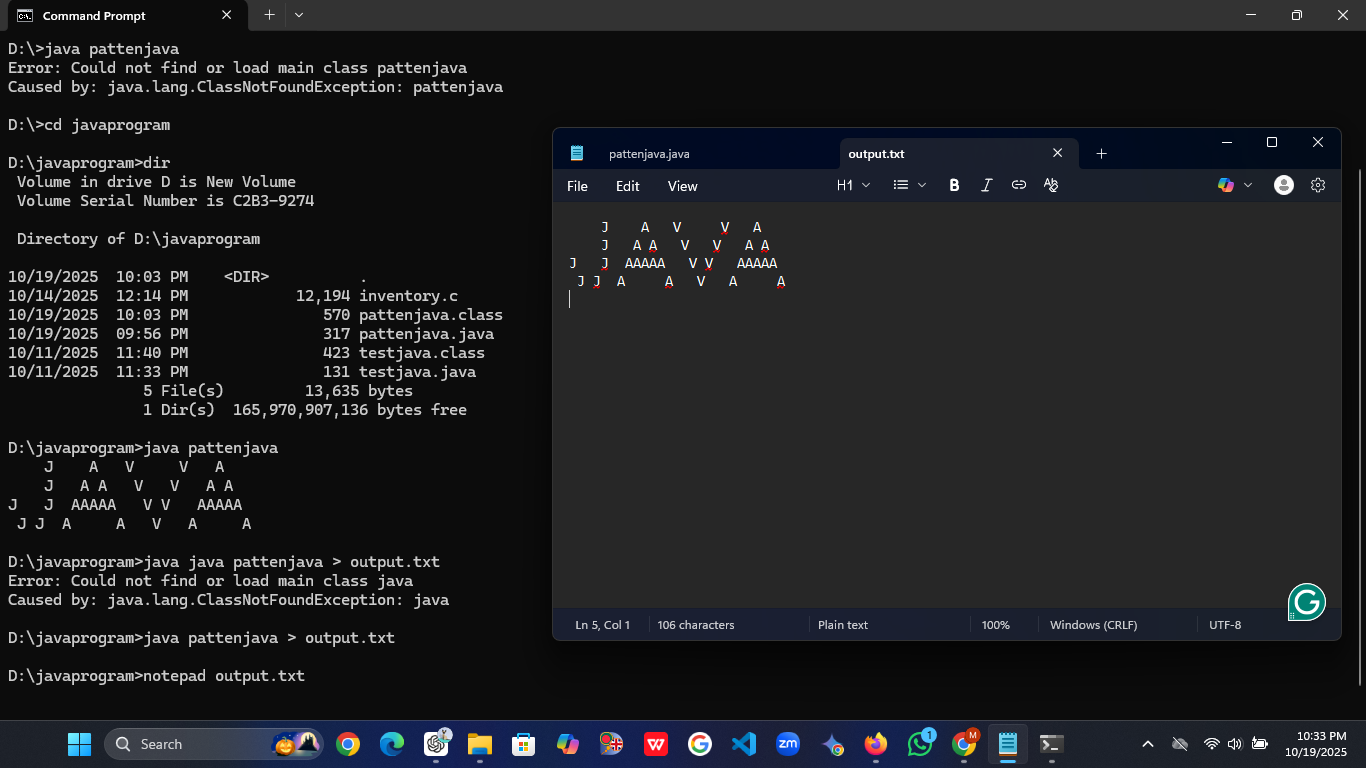 Command Prompt
D:\>java pattenjava
Error: Could not find or load main class pattenjava
Caused by: java.lang.ClassNotFoundException: pattenjava
D:\>cd javaprogram
D:\javaprogram>dir
 Volume in drive D is New Volume
 Volume Serial Number is C2B3-9274
 Directory of D:\javaprogram
10/19/2025  10:03 PM    <DIR>          .
10/14/2025  12:14 PM            12,194 inventory.c
10/19/2025  10:03 PM               570 pattenjava.class
10/19/2025  09:56 PM               317 pattenjava.java
10/11/2025  11:40 PM               423 testjava.class
10/11/2025  11:33 PM               131 testjava.java
               5 File(s)         13,635 bytes
               1 Dir(s)  165,970,907,136 bytes free
D:\javaprogram>java pattenjava
    J    A   V     V   A
    J   A A   V   V   A A
J   J  AAAAA   V V   AAAAA
 J J  A     A   V   A     A
D:\javaprogram>java java pattenjava > output.txt
Error: Could not find or load main class java
Caused by: java.lang.ClassNotFoundException: java
D:\javaprogram>java pattenjava > output.txt
D:\javaprogram>notepad output.txt
pattenjava.java output.txt
File Edit View H1 B I
    J    A   V     V   A
    J   A A   V   V   A A
J   J  AAAAA   V V   AAAAA
 J J  A     A   V   A     A
G
Ln 5, Col 1 106 characters Plain text 100% Windows (CRLF) UTF-8
Search
W
G
zm
1
M
10:33 PM
10/19/2025